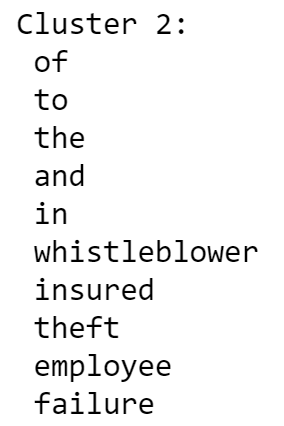 Cluster 2:
of
to
the
and
in
whistleblower
insured
theft
employee
failure